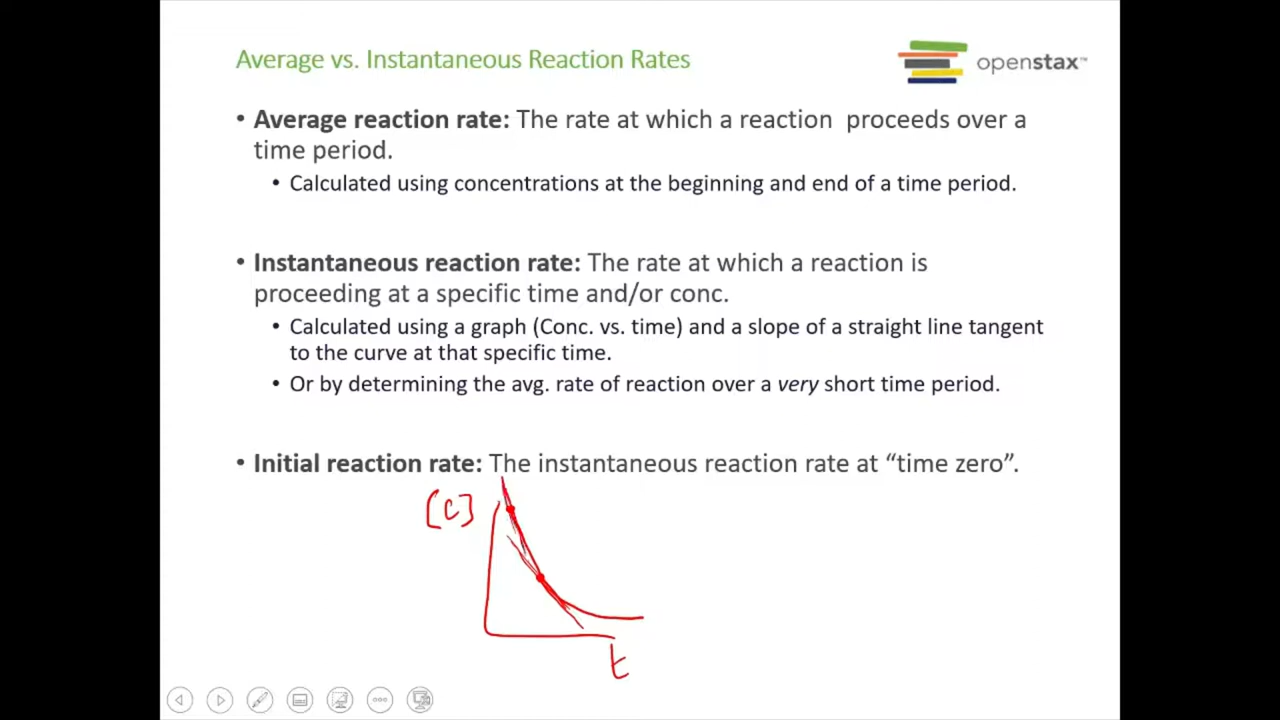 Average vs. Instantaneous Reaction Rates
openstax™
• Average reaction rate: The rate at which a reaction proceeds over a
time period.
• Calculated using concentrations at the beginning and end of a time period.
• Instantaneous reaction rate: The rate at which a reaction is
proceeding at a specific time and/or conc.
• Calculated using a graph (Conc. vs. time) and a slope of a straight line tangent
to the curve at that specific time.
• Or by determining the avg. rate of reaction over a very short time period.
• Initial reaction rate: The instantaneous reaction rate at “time zero”.
[C]
t